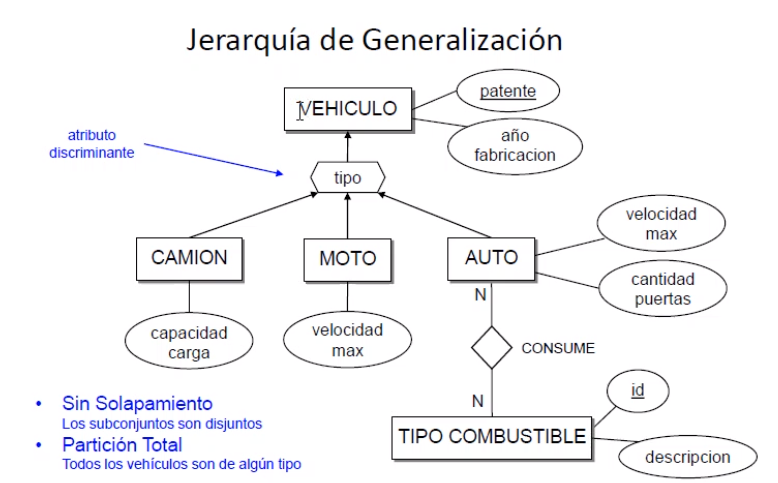 Jerarquía de Generalización
VEHICULO
patente
año
fabricacion
atributo
discriminante
tipo
CAMION
MOTO
AUTO
velocidad
max
cantidad
puertas
capacidad
carga
velocidad
max
N
CONSUME
N
TIPO COMBUSTIBLE
id
descripcion
• Sin Solapamiento
Los subconjuntos son disjuntos
• Partición Total
Todos los vehículos son de algún tipo